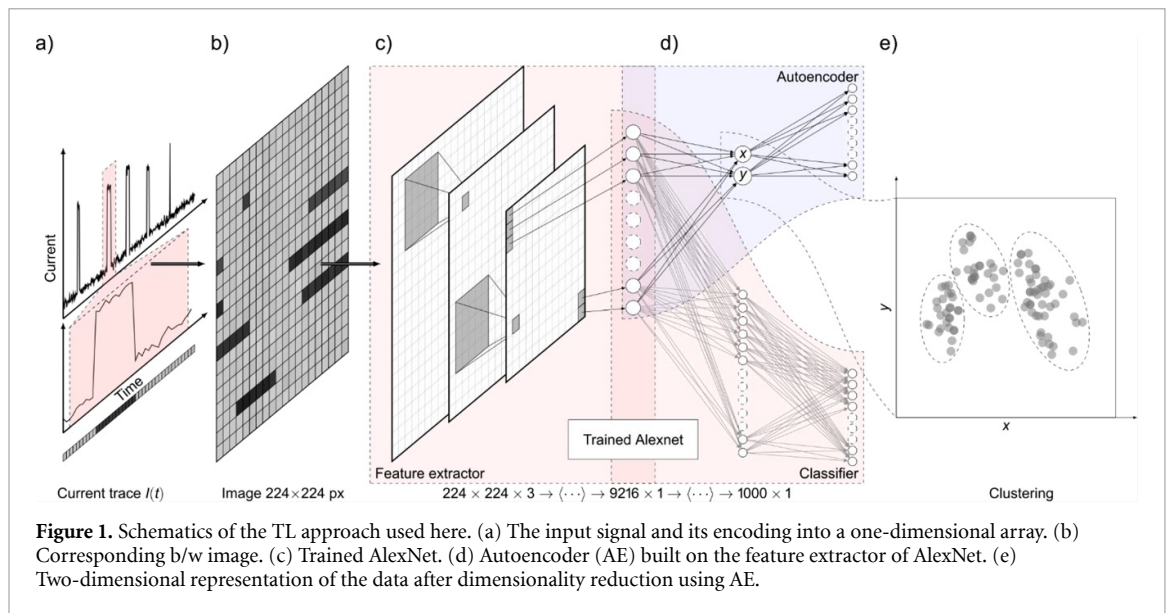 a)
b)
c)
d)
e)
Autoencoder
Current
x
y
Time
Trained Alexnet
Feature extractor
Classifier
y
x
Current trace I(t)
Image 224×224 px
224 × 224 × 3 → ⟨···⟩ → 9216 × 1 → ⟨···⟩ → 1000 × 1
Clustering
Figure 1. Schematics of the TL approach used here. (a) The input signal and its encoding into a one-dimensional array. (b)
Corresponding b/w image. (c) Trained AlexNet. (d) Autoencoder (AE) built on the feature extractor of AlexNet. (e)
Two-dimensional representation of the data after dimensionality reduction using AE.